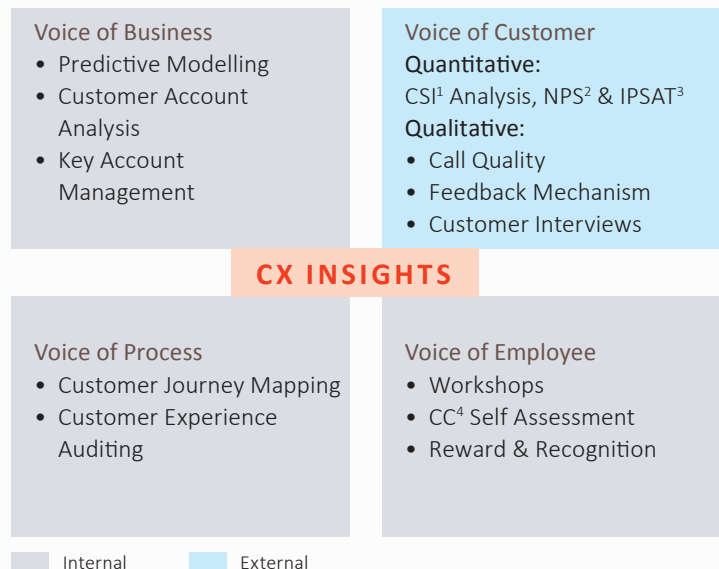 Voice of Business
• Predictive Modelling
• Customer Account
Analysis
• Key Account
Management
Voice of Customer
Quantitative:
CSI¹ Analysis, NPS² & IPSAT³
Qualitative:
• Call Quality
• Feedback Mechanism
• Customer Interviews
CX INSIGHTS
Voice of Process
• Customer Journey Mapping
• Customer Experience
Auditing
Voice of Employee
• Workshops
• CC⁴ Self Assessment
• Reward & Recognition
Internal
External